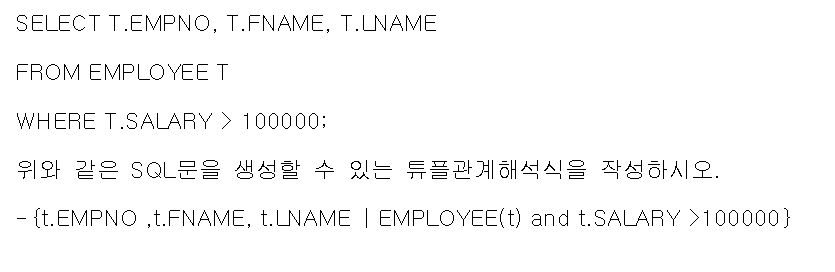 SELECT T.EMPNO, T.FNAME, T.LNAME
FROM EMPLOYEE T
WHERE T.SALARY > 100000;
위와 같은 SQL문을 생성할 수 있는 튜플관계해석식을 작성하시오.
- {t.EMPNO ,t.FNAME, t.LNAME | EMPLOYEE(t) and t.SALARY >100000}